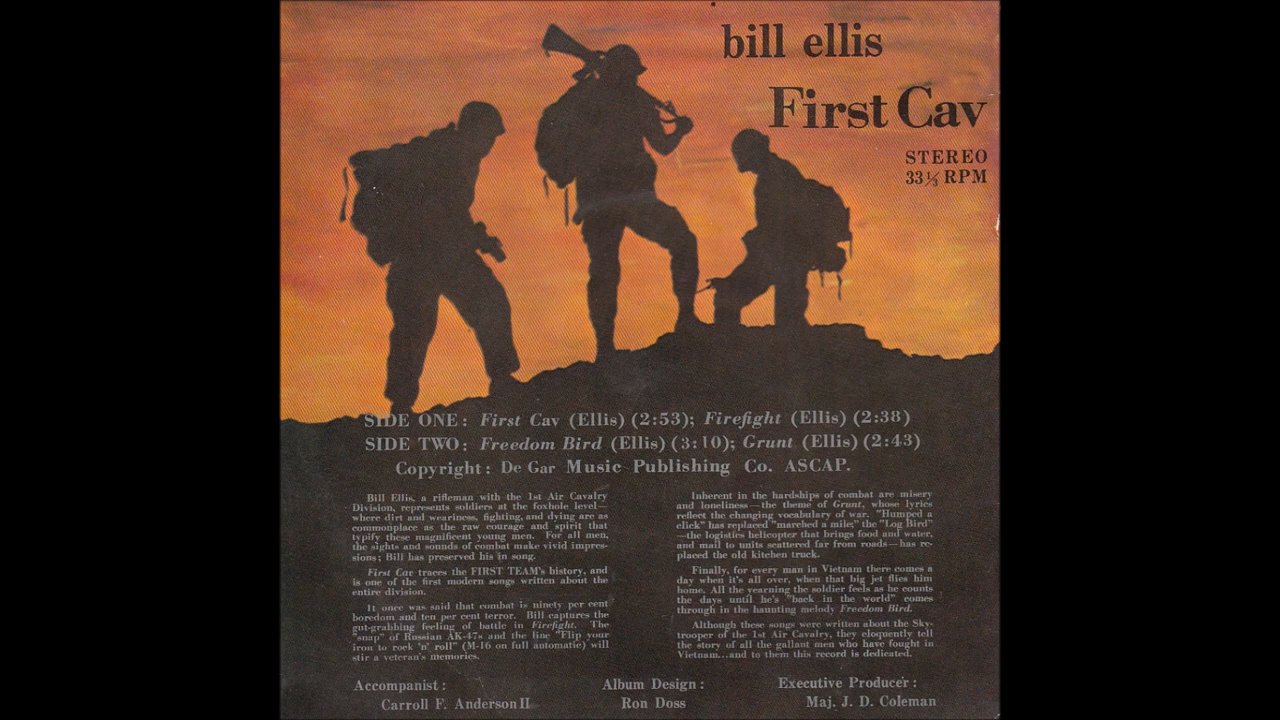 bill ellis
First Cav
STEREO
33⅓ RPM
SIDE ONE: First Cav (Ellis) (2:53); Firefight (Ellis) (2:38)
SIDE TWO: Freedom Bird (Ellis) (3:10); Grunt (Ellis) (2:43)
Copyright: De Gar Music Publishing Co. ASCAP.
Bill Ellis, a rifleman with the 1st Air Cavalry
Division, represents soldiers at the foxhole level—
where dirt and weariness, fighting, and dying are as
commonplace as the raw courage and spirit that
typify these magnificent young men. For all men,
the sights and sounds of combat make vivid impres-
sions; Bill has preserved his in song.
First Cav traces the FIRST TEAM's history, and
is one of the first modern songs written about the
entire division.
It once was said that combat is ninety per cent
boredom and ten per cent terror. Bill captures the
gut-grabbing feeling of battle in Firefight. The
"snap" of Russian AK-47s and the line "Flip your
iron to rock 'n' roll" (M-16 on full automatic) will
stir a veteran's memories.
Inherent in the hardships of combat are misery
and loneliness—the theme of Grunt, whose lyrics
reflect the changing vocabulary of war. "Humped a
click" has replaced "marched a mile;" the "Log Bird"
—the logistics helicopter that brings food and water,
and mail to units scattered far from roads—has re-
placed the old kitchen truck.
Finally, for every man in Vietnam there comes a
day when it's all over, when that big jet flies him
home. All the yearning the soldier feels as he counts
the days until he's "back in the world" comes
through in the haunting melody Freedom Bird.
Although these songs were written about the Sky-
trooper of the 1st Air Cavalry, they eloquently tell
the story of all the gallant men who have fought in
Vietnam...and to them this record is dedicated.
Accompanist:
Carroll F. Anderson II
Album Design:
Ron Doss
Executive Producer:
Maj. J. D. Coleman